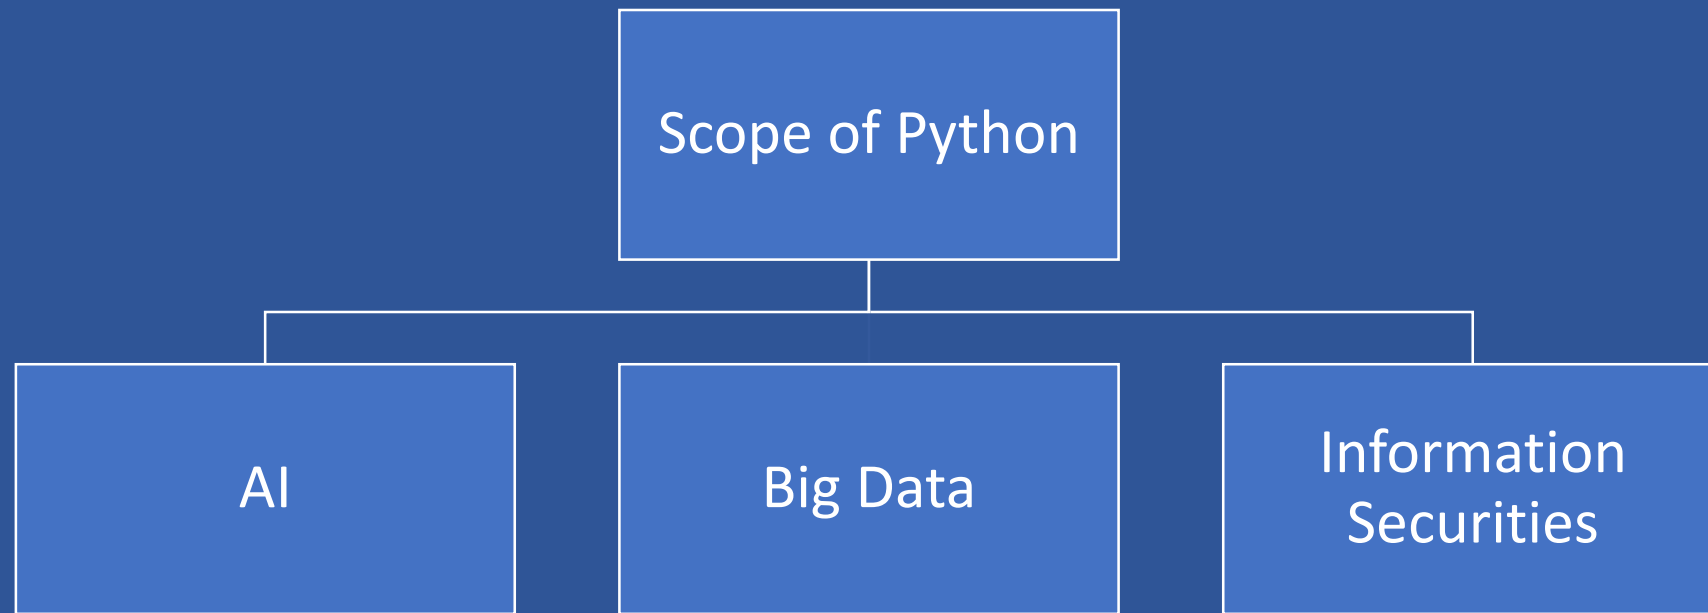 Scope of Python
AI
Big Data
Information
Securities